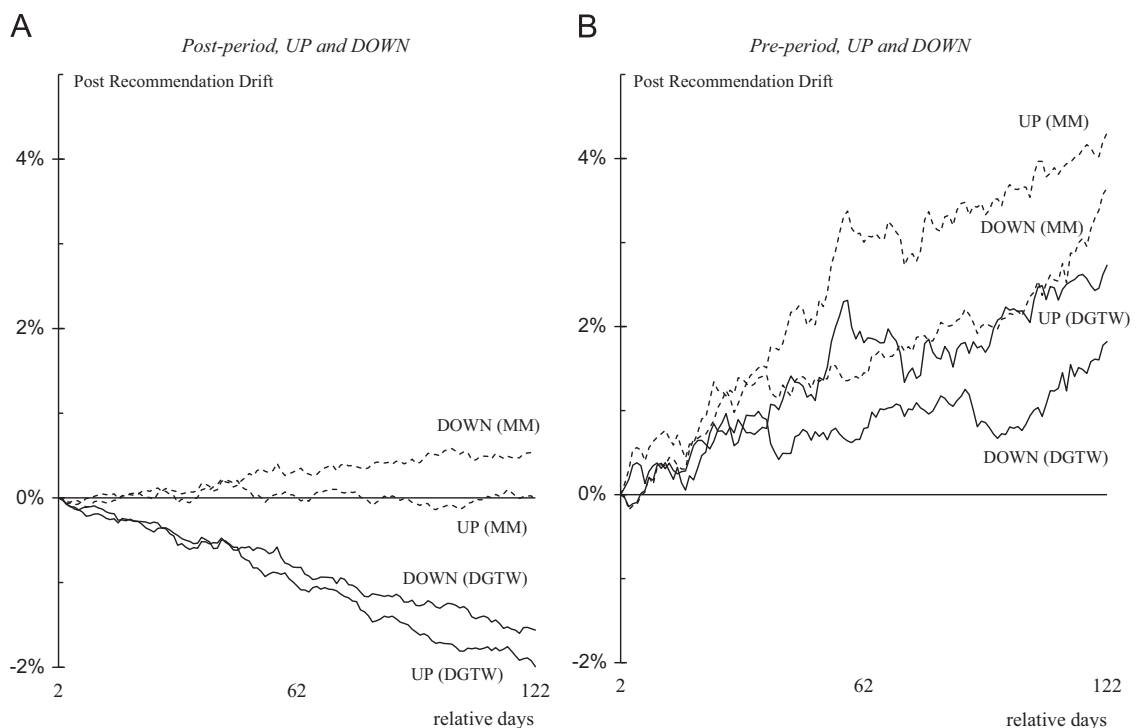 A
Post-period, UP and DOWN
Post Recommendation Drift
4%
2%
0%
-2%
DOWN (MM)
UP (MM)
DOWN (DGTW)
UP (DGTW)
2
62
122
relative days
B
Pre-period, UP and DOWN
Post Recommendation Drift
4%
2%
0%
-2%
UP (MM)
DOWN (MM)
UP (DGTW)
DOWN (DGTW)
2
62
122
relative days